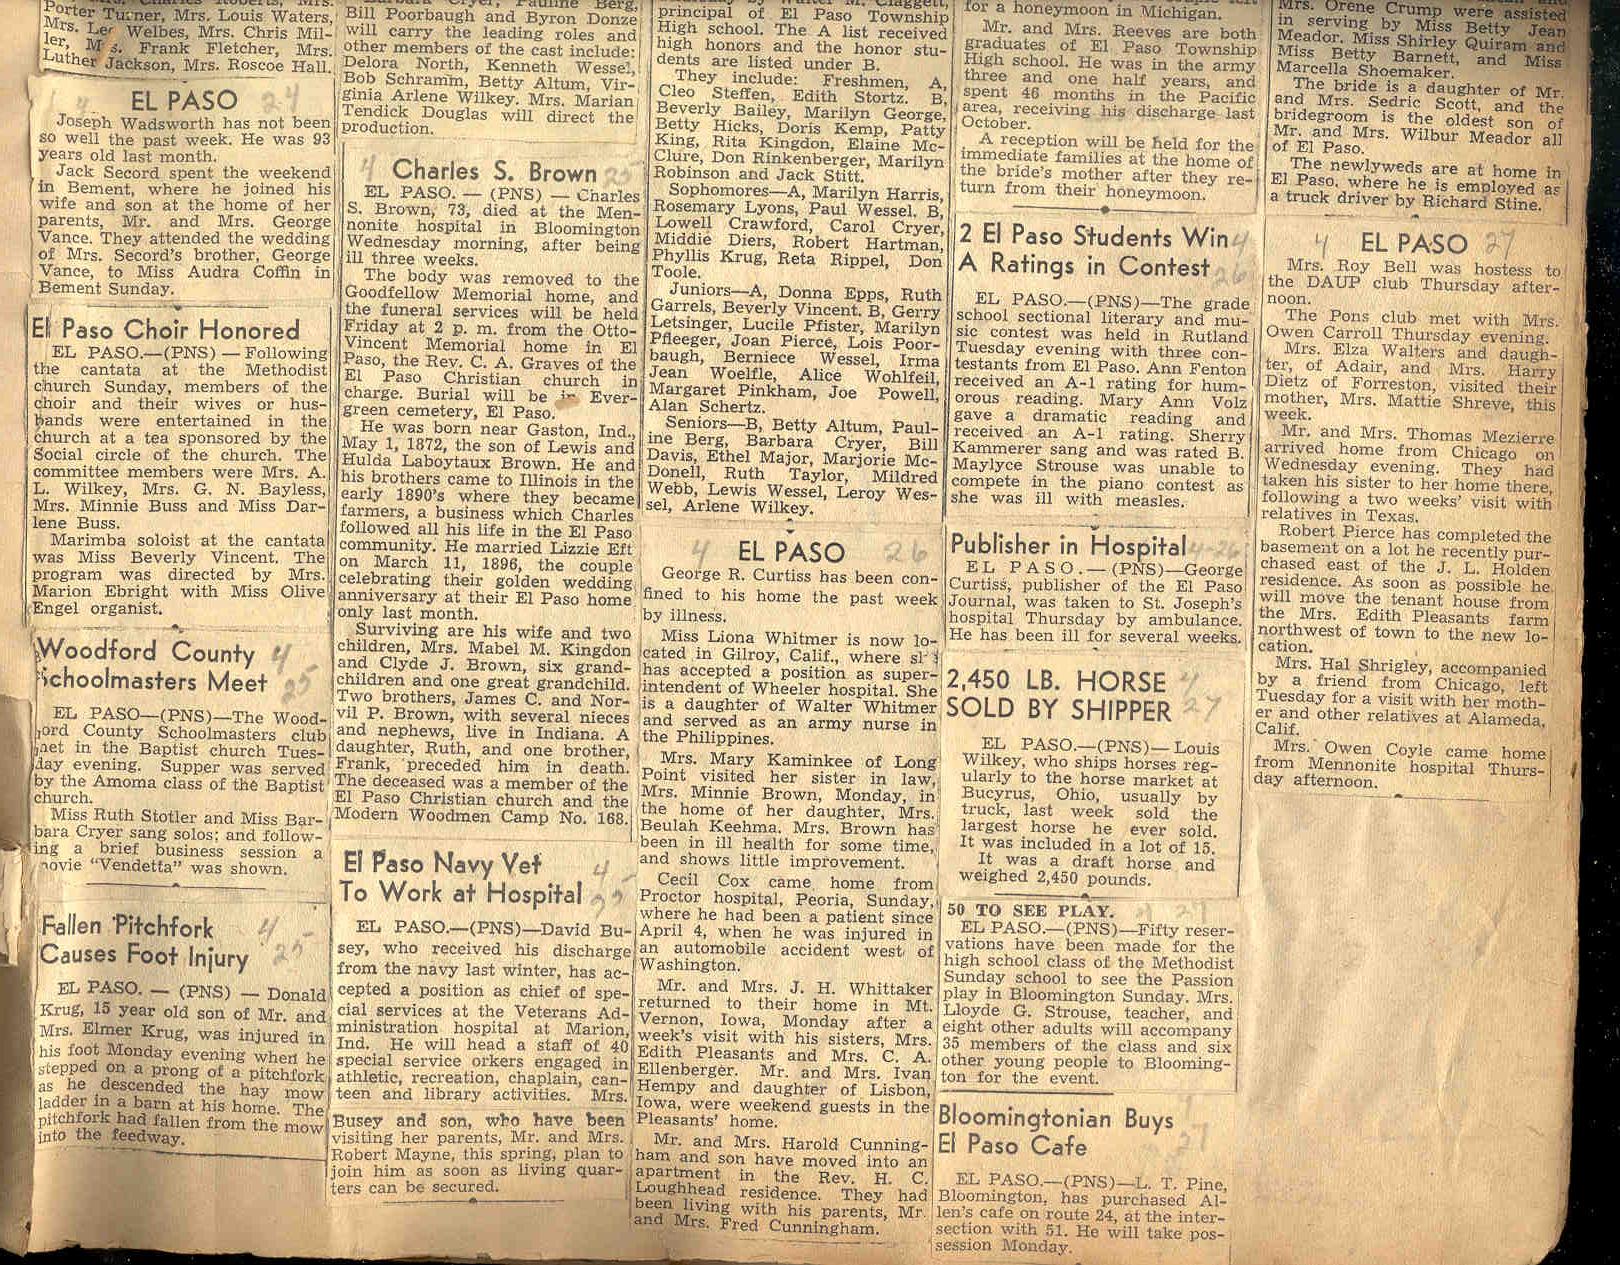 Porter Turner, Mrs. Louis Waters,
Mrs. Lee Welbes, Mrs. Chris Mil-
ler, Mrs. Frank Fletcher, Mrs.
Luther Jackson, Mrs. Roscoe Hall.
4 EL PASO 24
Joseph Wadsworth has not been
so well the past week. He was 93
years old last month.
Jack Secord spent the weekend
in Bement, where he joined his
wife and son at the home of her
parents, Mr. and Mrs. George
Vance. They attended the wedding
of Mrs. Secord's brother, George
Vance, to Miss Audra Coffin in
Bement Sunday.
El Paso Choir Honored
EL PASO.—(PNS) — Following
the cantata at the Methodist
church Sunday, members of the
choir and their wives or hus-
bands were entertained in the
church at a tea sponsored by the
Social circle of the church. The
committee members were Mrs. A.
L. Wilkey, Mrs. G. N. Bayless,
Mrs. Minnie Buss and Miss Dar-
lene Buss.
Marimba soloist at the cantata
was Miss Beverly Vincent. The
program was directed by Mrs.
Marion Ebright with Miss Olive
Engel organist.
Woodford County 4
Schoolmasters Meet 25
EL PASO—(PNS)—The Wood-
ford County Schoolmasters club
met in the Baptist church Tues-
day evening. Supper was served
by the Amoma class of the Baptist
church.
Miss Ruth Stotler and Miss Bar-
bara Cryer sang solos; and follow-
ing a brief business session a
movie "Vendetta" was shown.
Fallen Pitchfork 4
Causes Foot Injury 25
EL PASO. — (PNS) — Donald
Krug, 15 year old son of Mr. and
Mrs. Elmer Krug, was injured in
his foot Monday evening when he
stepped on a prong of a pitchfork
as he descended the hay mow
ladder in a barn at his home. The
pitchfork had fallen from the mow
into the feedway.
Barbara Cryer, Pauline Berg,
Bill Poorbaugh and Byron Donze
will carry the leading roles and
other members of the cast include:
Delora North, Kenneth Wessel,
Bob Schramm, Betty Altum, Vir-
ginia Arlene Wilkey. Mrs. Marian
Tendick Douglas will direct the
production.
4 Charles S. Brown 25
EL PASO. — (PNS) — Charles
S. Brown, 73, died at the Men-
nonite hospital in Bloomington
Wednesday morning, after being
ill three weeks.
The body was removed to the
Goodfellow Memorial home, and
the funeral services will be held
Friday at 2 p. m. from the Otto-
Vincent Memorial home in El
Paso, the Rev. C. A. Graves of the
El Paso Christian church in
charge. Burial will be in Ever-
green cemetery, El Paso.
He was born near Gaston, Ind.,
May 1, 1872, the son of Lewis and
Hulda Laboytaux Brown. He and
his brothers came to Illinois in the
early 1890's where they became
farmers, a business which Charles
followed all his life in the El Paso
community. He married Lizzie Eft
on March 11, 1896, the couple
celebrating their golden wedding
anniversary at their El Paso home
only last month.
Surviving are his wife and two
children, Mrs. Mabel M. Kingdon
and Clyde J. Brown, six grand-
children and one great grandchild.
Two brothers, James C. and Nor-
vil P. Brown, with several nieces
and nephews, live in Indiana. A
daughter, Ruth, and one brother,
Frank, preceded him in death.
The deceased was a member of the
El Paso Christian church and the
Modern Woodmen Camp No. 168.
El Paso Navy Vet 4
To Work at Hospital
EL PASO.—(PNS)—David Bu-
sey, who received his discharge
from the navy last winter, has ac-
cepted a position as chief of spe-
cial services at the Veterans Ad-
ministration hospital at Marion,
Ind. He will head a staff of 40
special service orkers engaged in
athletic, recreation, chaplain, can-
teen and library activities. Mrs.
Busey and son, who have been
visiting her parents, Mr. and Mrs.
Robert Mayne, this spring, plan to
join him as soon as living quar-
ters can be secured.
principal of El Paso Township
High school. The A list received
high honors and the honor stu-
dents are listed under B.
They include: Freshmen, A,
Cleo Steffen, Edith Stortz. B,
Beverly Bailey, Marilyn George,
Betty Hicks, Doris Kemp, Patty
King, Rita Kingdon, Elaine Mc-
Clure, Don Rinkenberger, Marilyn
Robinson and Jack Stitt.
Sophomores—A, Marilyn Harris,
Rosemary Lyons, Paul Wessel. B,
Lowell Crawford, Carol Cryer,
Middie Diers, Robert Hartman,
Phyllis Krug, Reta Rippel, Don
Toole.
Juniors—A, Donna Epps, Ruth
Garrels, Beverly Vincent. B, Gerry
Letsinger, Lucile Pfister, Marilyn
Pfleeger, Joan Pierce, Lois Poor-
baugh, Berniece Wessel, Irma
Jean Woelfle, Alice Wohlfeil,
Margaret Pinkham, Joe Powell,
Alan Schertz.
Seniors—B, Betty Altum, Paul-
ine Berg, Barbara Cryer, Bill
Davis, Ethel Major, Marjorie Mc-
Donell, Ruth Taylor, Mildred
Webb, Lewis Wessel, Leroy Wes-
sel, Arlene Wilkey.
4 EL PASO 26
George R. Curtiss has been con-
fined to his home the past week
by illness.
Miss Liona Whitmer is now lo-
cated in Gilroy, Calif., where
has accepted a position as super-
intendent of Wheeler hospital. She
is a daughter of Walter Whitmer
and served as an army nurse in
the Philippines.
Mrs. Mary Kaminkee of Long
Point visited her sister in law,
Mrs. Minnie Brown, Monday, in
the home of her daughter, Mrs.
Beulah Keehma. Mrs. Brown has
been in ill health for some time,
and shows little improvement.
Cecil Cox came home from
Proctor hospital, Peoria, Sunday,
where he had been a patient since
April 4, when he was injured in
an automobile accident west of
Washington.
Mr. and Mrs. J. H. Whittaker
returned to their home in Mt.
Vernon, Iowa, Monday after a
week's visit with his sisters, Mrs.
Edith Pleasants and Mrs. C. A.
Ellenberger. Mr. and Mrs. Ivan
Hempy and daughter of Lisbon,
Iowa, were weekend guests in the
Pleasants' home.
Mr. and Mrs. Harold Cunning-
ham and son have moved into an
apartment in the Rev. H. C.
Loughhead residence. They had
been living with his parents, Mr.
and Mrs. Fred Cunningham.
for a honeymoon in Michigan.
Mr. and Mrs. Reeves are both
graduates of El Paso Township
High school. He was in the army
three and one half years, and
spent 46 months in the Pacific
area, receiving his discharge last
October.
A reception will be held for the
immediate families at the home of
the bride's mother after they re-
turn from their honeymoon.
2 El Paso Students Win 4
A Ratings in Contest 26
EL PASO.—(PNS)—The grade
school sectional literary and mu-
sic contest was held in Rutland
Tuesday evening with three con-
testants from El Paso. Ann Fenton
received an A-1 rating for hum-
orous reading. Mary Ann Volz
gave a dramatic reading and
received an A-1 rating. Sherry
Kammerer sang and was rated B.
Maylyce Strouse was unable to
compete in the piano contest as
she was ill with measles.
Publisher in Hospital 4-26
EL PASO.—(PNS)—George
Curtiss, publisher of the El Paso
Journal, was taken to St. Joseph's
hospital Thursday by ambulance.
He has been ill for several weeks.
2,450 LB. HORSE 4
SOLD BY SHIPPER 27
EL PASO.—(PNS)— Louis
Wilkey, who ships horses reg-
ularly to the horse market at
Bucyrus, Ohio, usually by
truck, last week sold the
largest horse he ever sold.
It was included in a lot of 15.
It was a draft horse and
weighed 2,450 pounds.
50 TO SEE PLAY. 4 27
EL PASO.—(PNS)—Fifty reser-
vations have been made for the
high school class of the Methodist
Sunday school to see the Passion
play in Bloomington Sunday. Mrs.
Lloyde G. Strouse, teacher, and
eight other adults will accompany
35 members of the class and six
other young people to Blooming-
ton for the event.
Bloomingtonian Buys 4
El Paso Cafe 27
EL PASO.—(PNS)—L. T. Pine,
Bloomington, has purchased Al-
len's cafe on route 24, at the inter-
section with 51. He will take pos-
session Monday.
Mrs. Orene Crump were assisted
in serving by Miss Betty Jean
Meador. Miss Shirley Quiram and
Miss Betty Barnett, and Miss
Marcella Shoemaker.
The bride is a daughter of Mr.
and Mrs. Sedric Scott, and the
bridegroom is the oldest son of
Mr. and Mrs. Wilbur Meador all
of El Paso.
The newlyweds are at home in
El Paso, where he is employed as
a truck driver by Richard Stine.
4 EL PASO 27
Mrs. Roy Bell was hostess to
the DAUP club Thursday after-
noon.
The Pons club met with Mrs.
Owen Carroll Thursday evening.
Mrs. Elza Walters and daugh-
ter, of Adair, and Mrs. Harry
Dietz of Forreston, visited their
mother, Mrs. Mattie Shreve, this
week.
Mr. and Mrs. Thomas Mezierre
arrived home from Chicago on
Wednesday evening. They had
taken his sister to her home there,
following a two weeks' visit with
relatives in Texas.
Robert Pierce has completed the
basement on a lot he recently pur-
chased east of the J. L. Holden
residence. As soon as possible he
will move the tenant house from
the Mrs. Edith Pleasants farm
northwest of town to the new lo-
cation.
Mrs. Hal Shrigley, accompanied
by a friend from Chicago, left
Tuesday for a visit with her moth-
er and other relatives at Alameda,
Calif.
Mrs. Owen Coyle came home
from Mennonite hospital Thurs-
day afternoon.